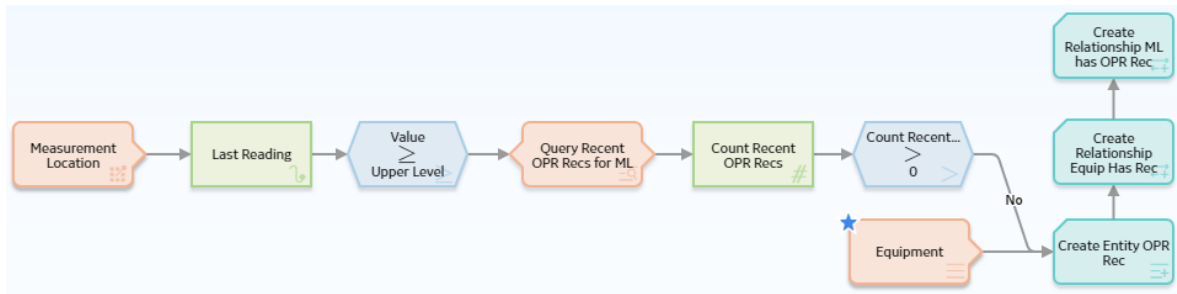 Measurement
Location
Last Reading
Value
≥
Upper Level
Query Recent
OPR Recs for ML
Count Recent
OPR Recs
#
Count Recent...
>
0
No
Equipment
Create Entity OPR
Rec
Create
Relationship
Equip Has Rec
Create
Relationship ML
has OPR Rec